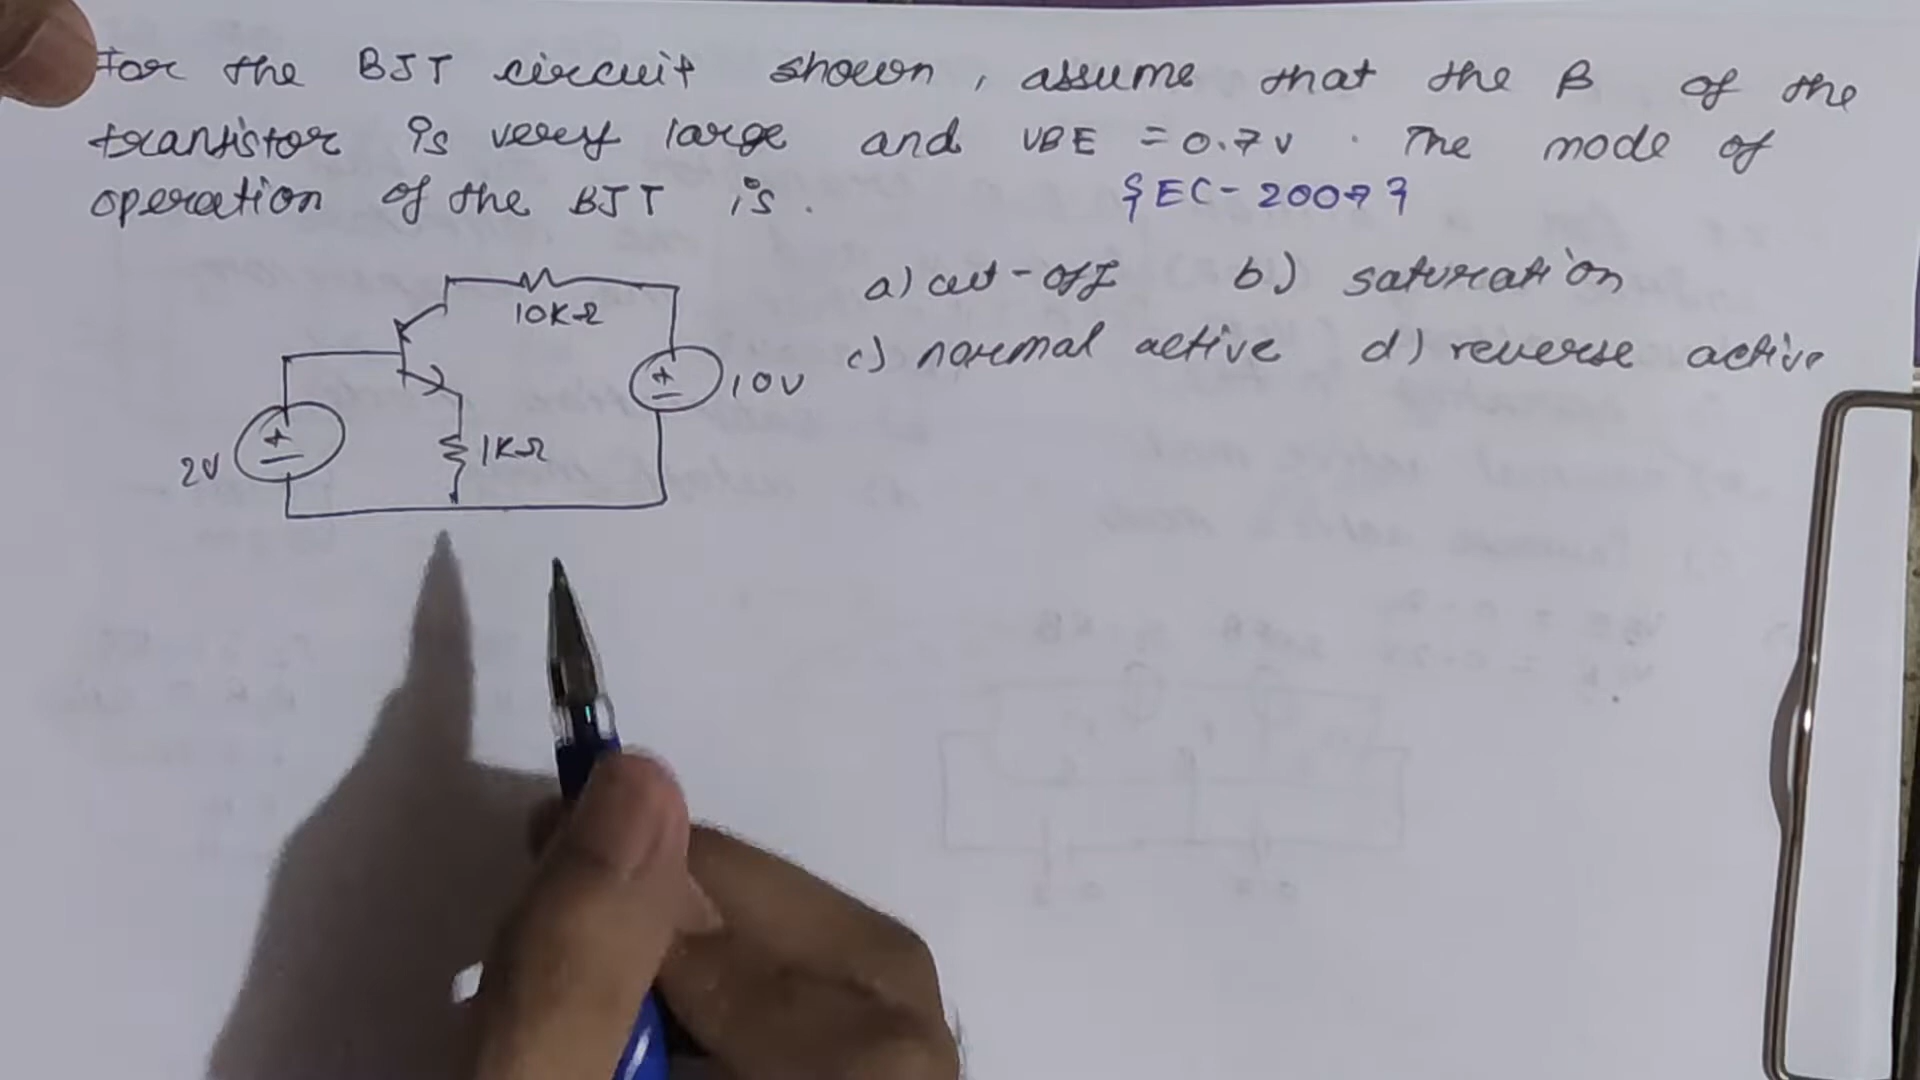 For the BJT circuit shown, assume that the β of the
transistor is very large and VBE = 0.7V. The mode of
operation of the BJT is. {EC-2007}
a) cut-off b) saturation
c) normal active d) reverse active
10KΩ
+
-
10V
+
-
2V
1KΩ